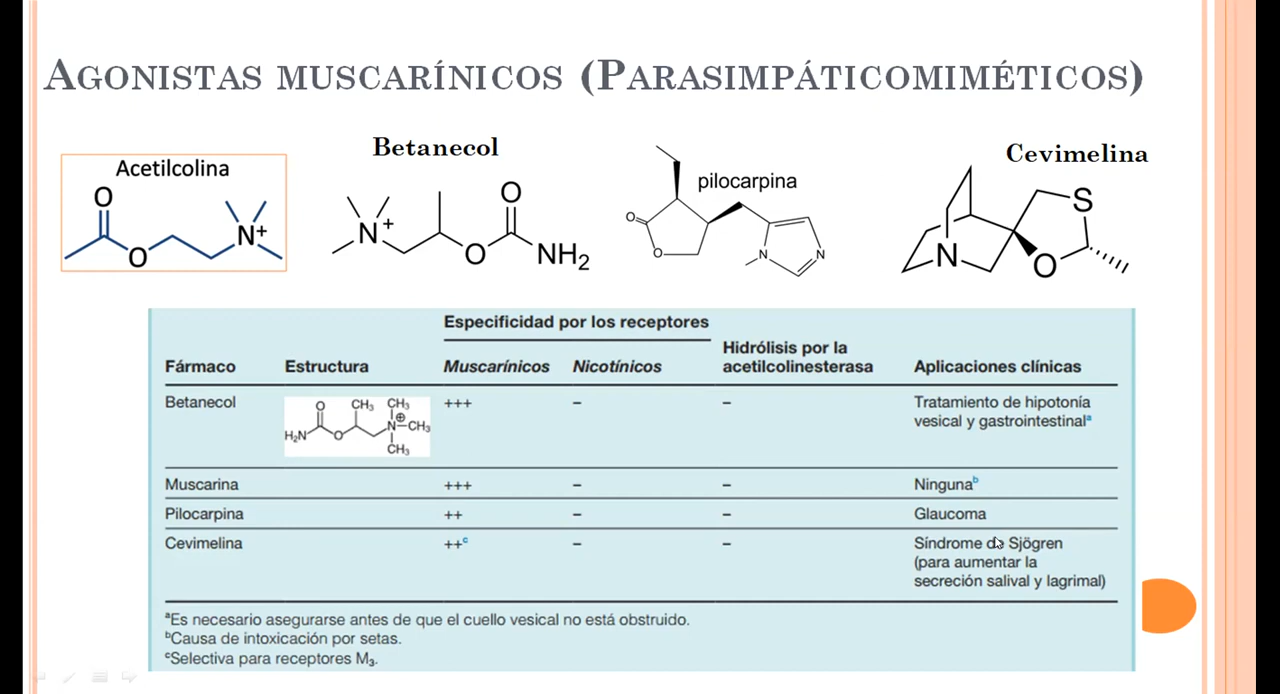 AGONISTAS MUSCARÍNICOS (PARASIMPÁTICOMIMÉTICOS)
Acetilcolina
O
O
N+
Betanecol
N+
O
O
NH2
pilocarpina
O
O
N
N
Cevimelina
S
N
O
Especificidad por los receptores
Fármaco Estructura Muscarínicos Nicotínicos Hidrólisis por la acetilcolinesterasa Aplicaciones clínicas
Betanecol +++ – – Tratamiento de hipotonía
vesical y gastrointestinalª
O CH3 CH3
⊕
N–CH3
H2N O
CH3
Muscarina +++ – – Ningunaᵇ
Pilocarpina ++ – – Glaucoma
Cevimelina ++ᶜ – – Síndrome de Sjögren
(para aumentar la
secreción salival y lagrimal)
ªEs necesario asegurarse antes de que el cuello vesical no está obstruido.
ᵇCausa de intoxicación por setas.
ᶜSelectiva para receptores M₃.